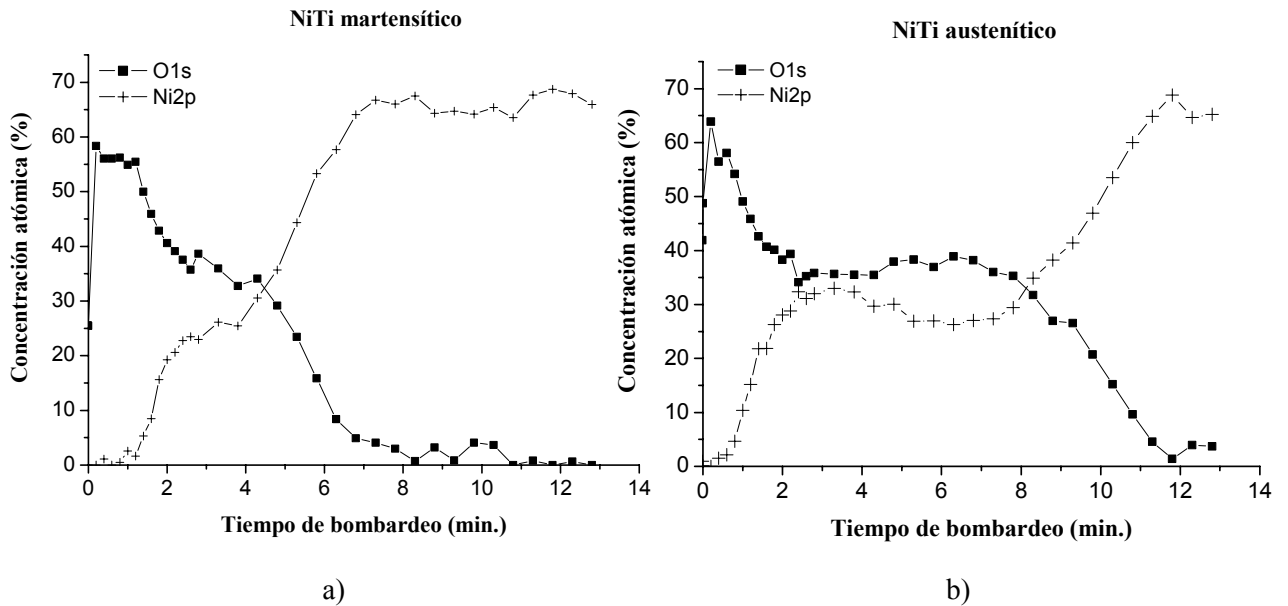 NiTi martensítico
O1s
Ni2p
Concentración atómica (%)
70
60
50
40
30
20
10
0
0 2 4 6 8 10 12 14
Tiempo de bombardeo (min.)
a)
NiTi austenítico
O1s
Ni2p
Concentración atómica (%)
70
60
50
40
30
20
10
0
0 2 4 6 8 10 12 14
Tiempo de bombardeo (min.)
b)